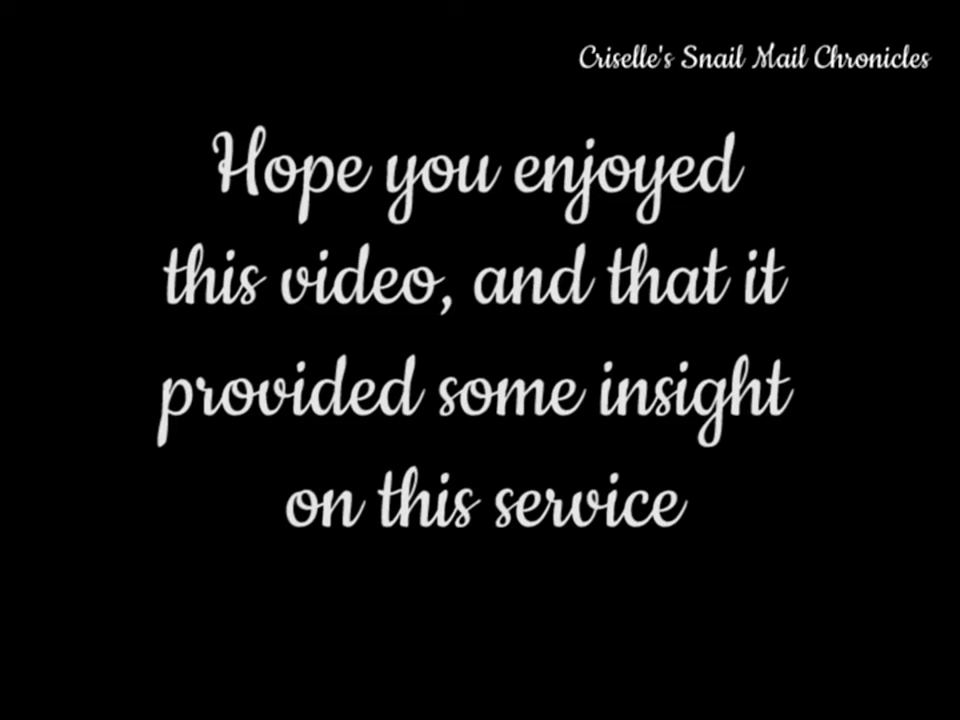 Criselle's Snail Mail Chronicles
Hope you enjoyed
this video, and that it
provided some insight
on this service